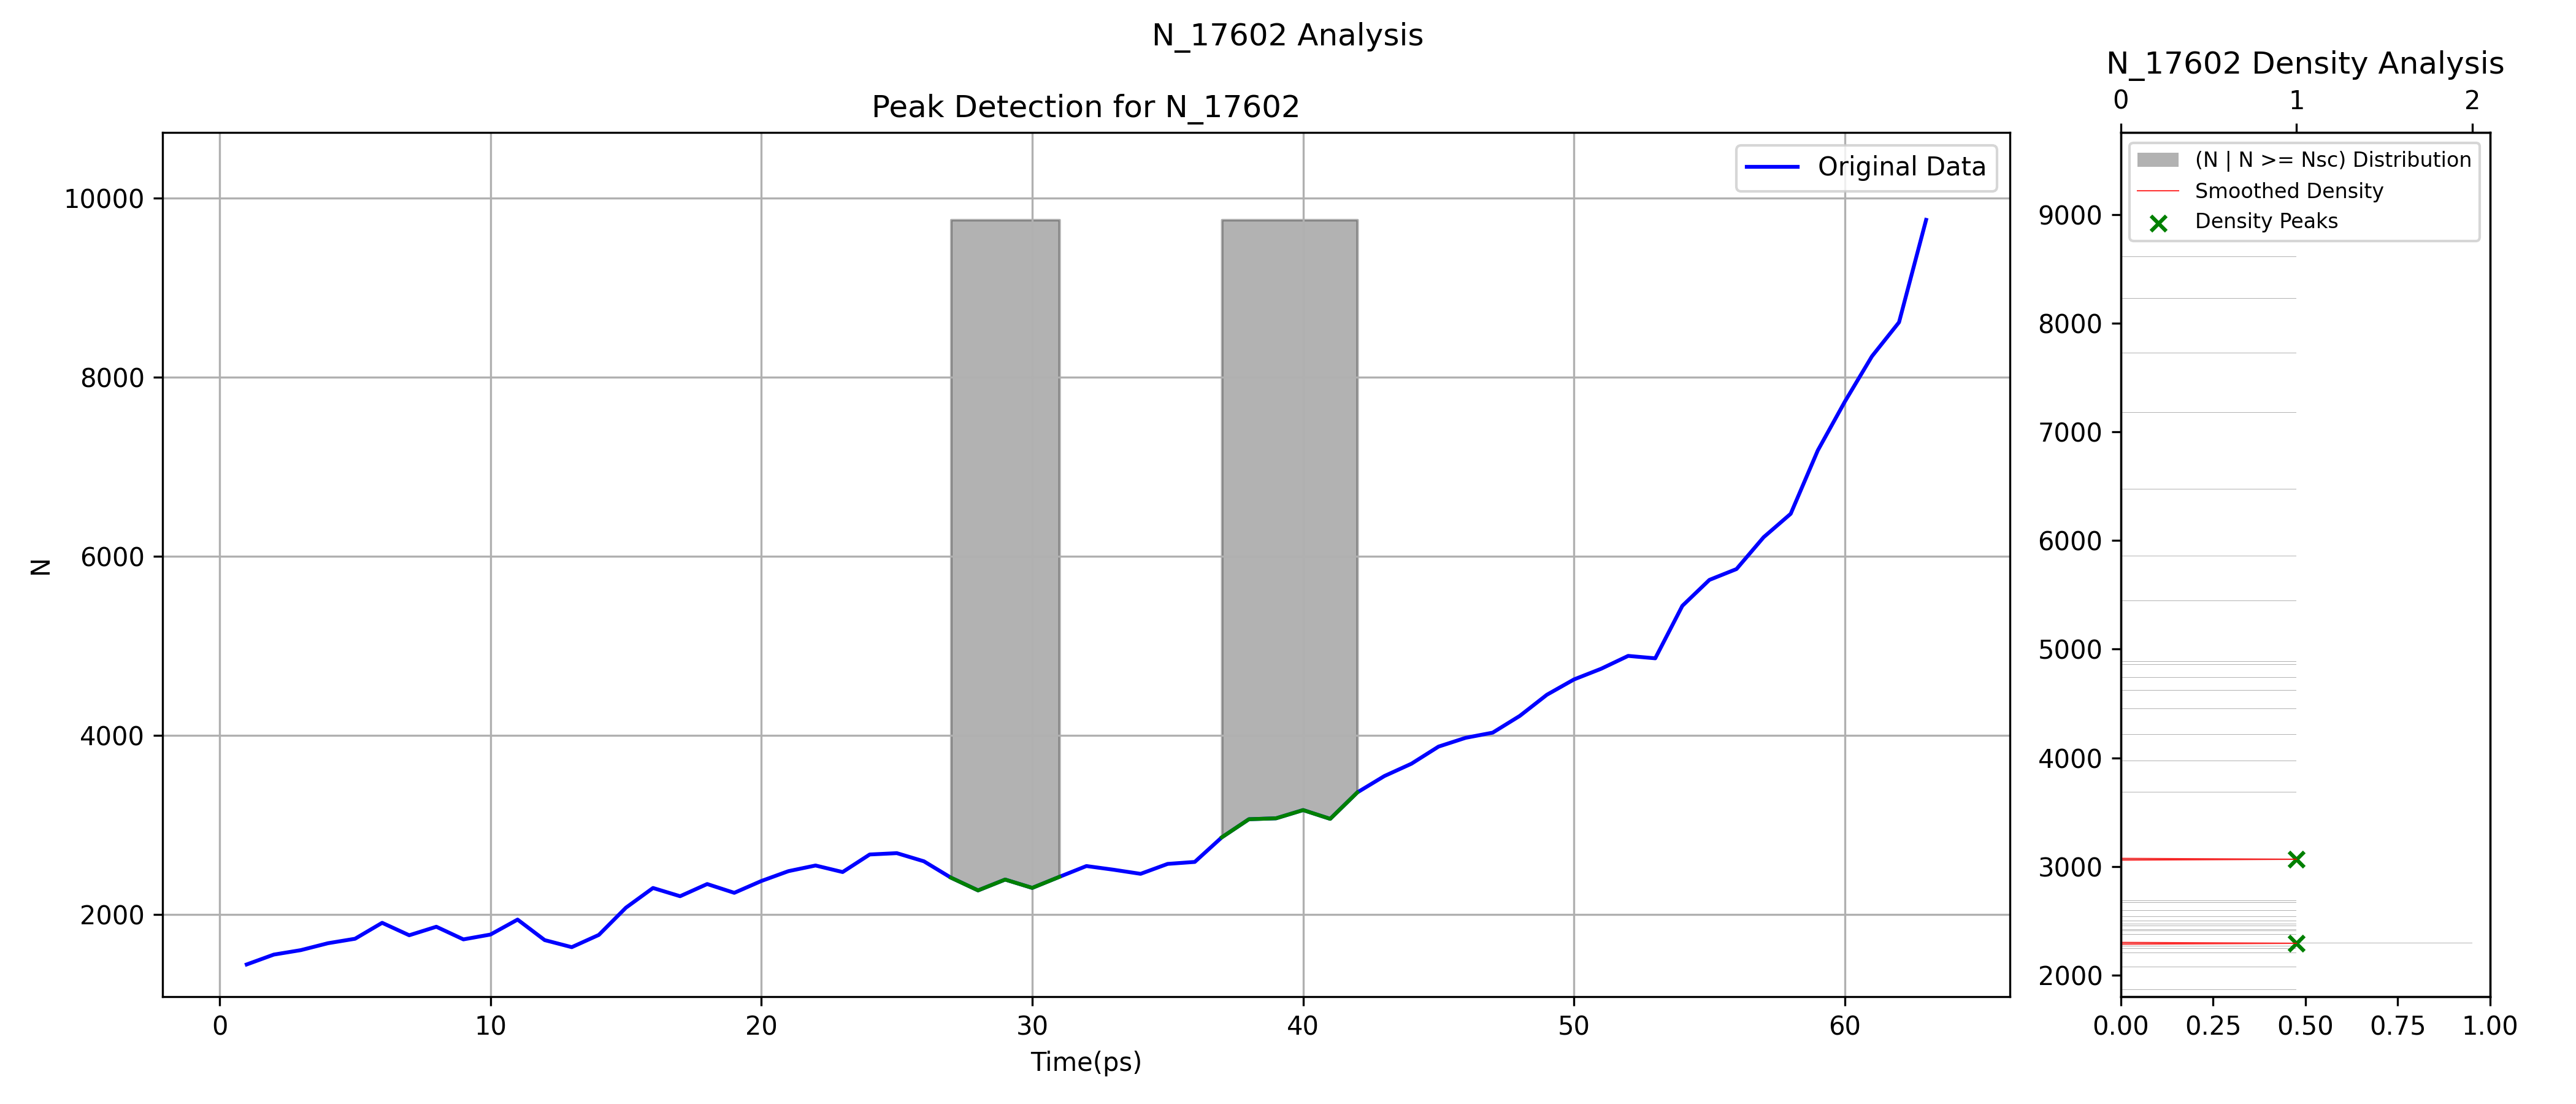 N_17602 Analysis
Peak Detection for N_17602
Original Data
N
10000
8000
6000
4000
2000
0 10 20 30 40 50 60
Time(ps)
N_17602 Density Analysis
0 1 2
(N | N >= Nsc) Distribution
Smoothed Density
Density Peaks
9000
8000
7000
6000
5000
4000
3000
2000
0.00 0.25 0.50 0.75 1.00